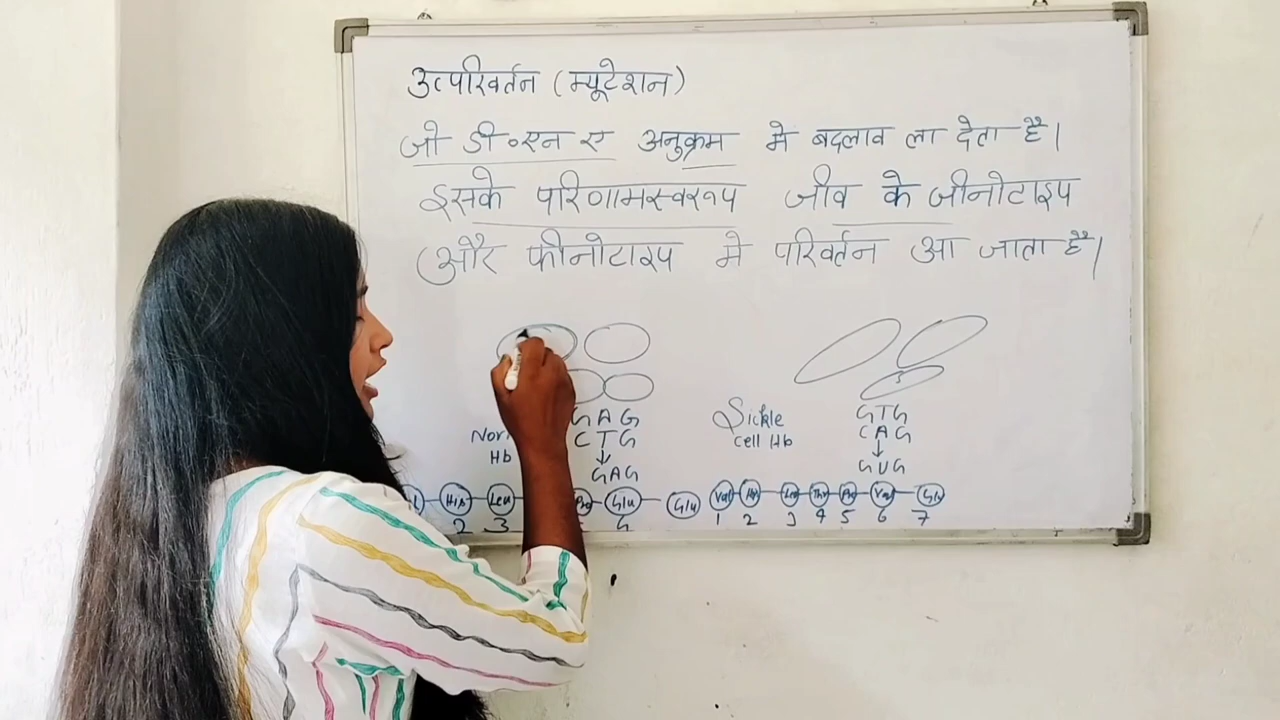 उत्परिवर्तन (म्यूटेशन)
जो डी॰एन ए अनुक्रम मे बदलाव ला देता है।
इसके परिणामस्वरूप जीव के जीनोटाइप
और फीनोटाइप मे परिवर्तन आ जाता है।
G A G
C T G
↓
GAG
Hb
Sickle
cell Hb
GTG
CAG
↓
GUG
His Leu Glu Glu
2 3
Val His Leu Thr Pro Val Glu
1 2 3 4 5 6 7